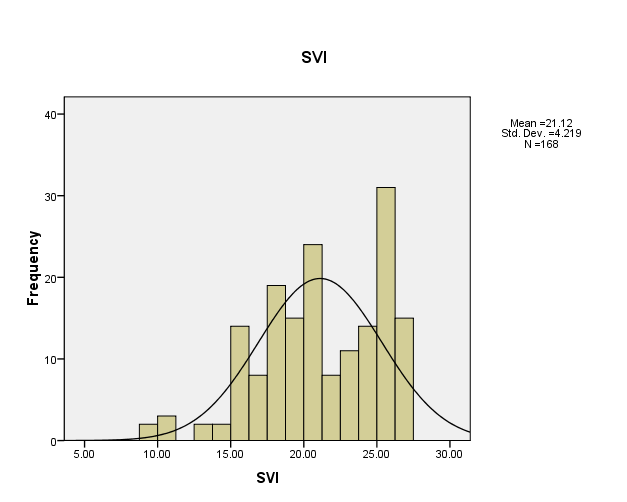 SVI
Mean =21.12
Std. Dev. =4.219
N =168
Frequency
40
30
20
10
0
5.00 10.00 15.00 20.00 25.00 30.00
SVI